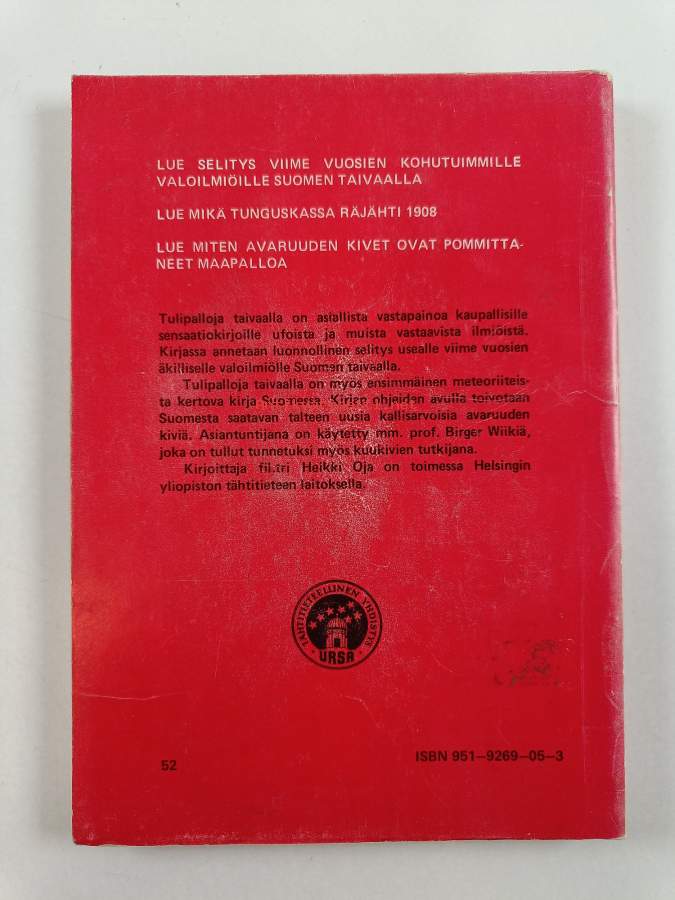 LUE SELITYS VIIME VUOSIEN KOHUTUIMMILLE
VALOILMIÖILLE SUOMEN TAIVAALLA
LUE MIKÄ TUNGUSKASSA RÄJÄHTI 1908
LUE MITEN AVARUUDEN KIVET OVAT POMMITTA-
NEET MAAPALLOA
Tulipalloja taivaalla on asiallista vastapainoa kaupallisille
sensaatiokirjoille ufoista ja muista vastaavista ilmiöistä.
Kirjassa annetaan luonnollinen selitys usealle viime vuosien
äkilliselle valoilmiölle Suomen taivaalla.
Tulipalloja taivaalla on myös ensimmäinen meteoriiteis-
ta kertova kirja Suomessa. Kirjan ohjeiden avulla toivotaan
Suomesta saatavan talteen uusia kallisarvoisia avaruuden
kiviä. Asiantuntijana on käytetty mm. prof. Birger Wiikiä,
joka on tullut tunnetuksi myös kuukivien tutkijana.
Kirjoittaja fil.tri Heikki Oja on toimessa Helsingin
yliopiston tähtitieteen laitoksella.
TÄHTITIETEELLINEN YHDISTYS
URSA
52
ISBN 951–9269–05–3